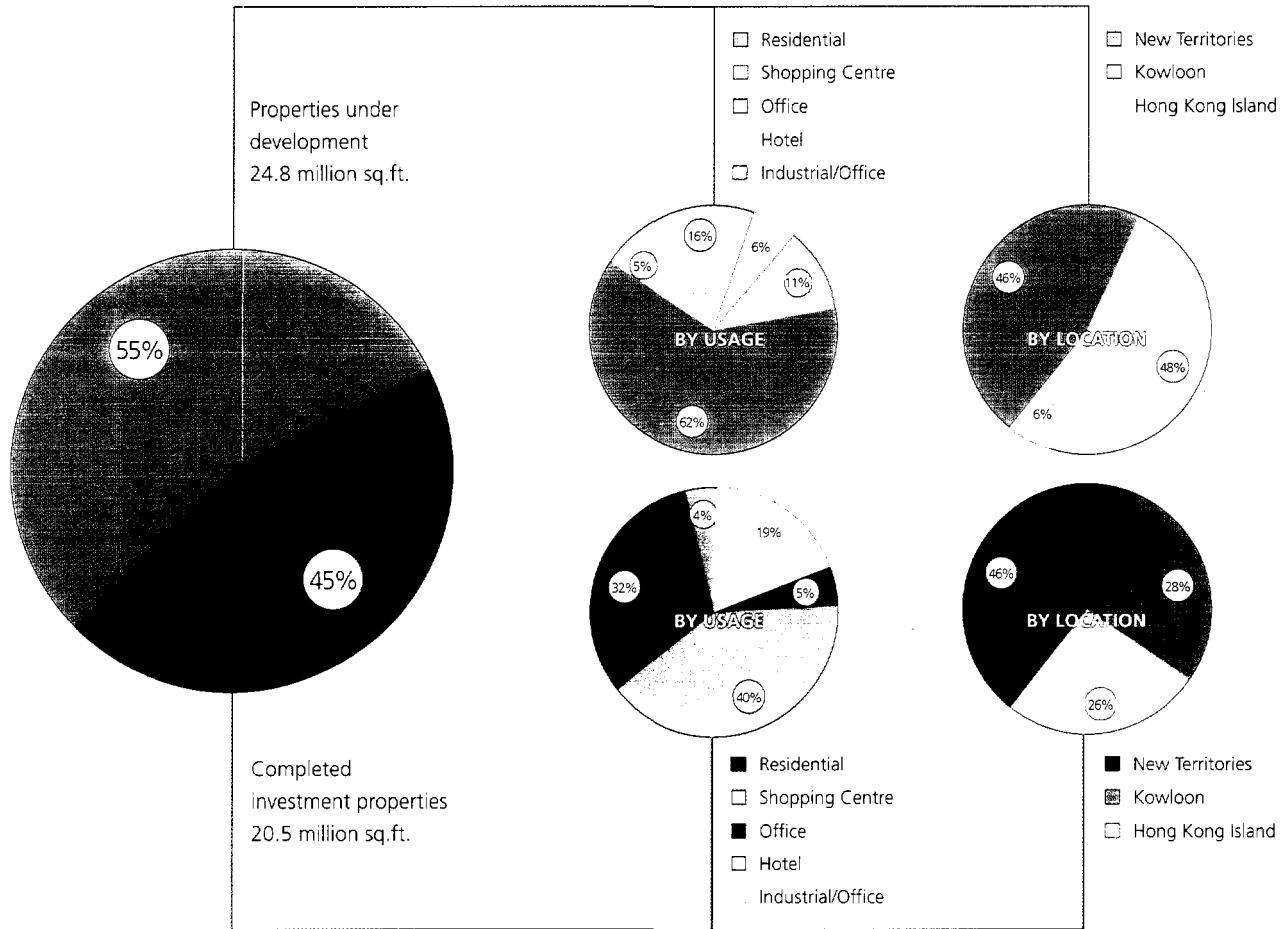 Properties under
development
24.8 million sq.ft.
Residential
Shopping Centre
Office
Hotel
Industrial/Office
New Territories
Kowloon
Hong Kong Island
55%
45%
16%
6%
5%
11%
BY USAGE
62%
46%
BY LOCATION
48%
6%
4%
19%
32%
5%
BY USAGE
40%
46%
28%
BY LOCATION
26%
Completed
investment properties
20.5 million sq.ft.
Residential
Shopping Centre
Office
Hotel
Industrial/Office
New Territories
Kowloon
Hong Kong Island